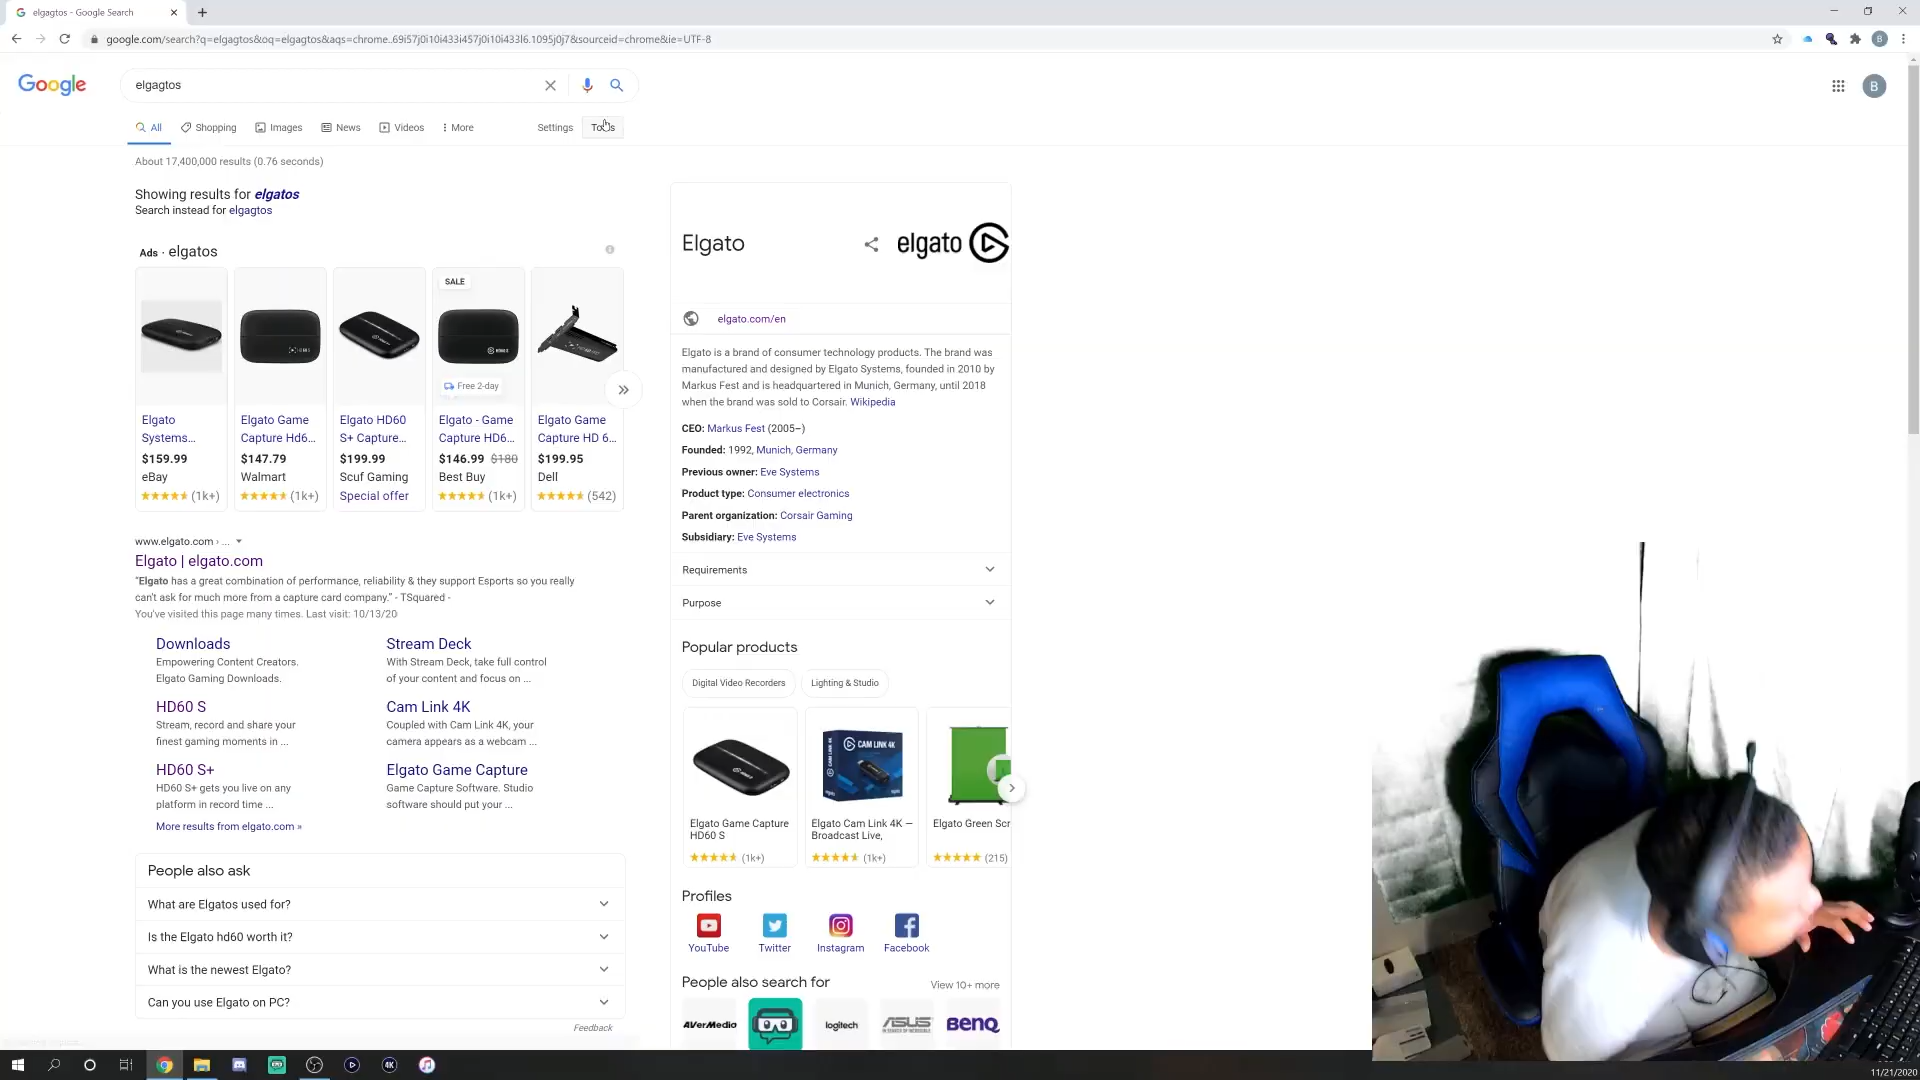 elgagtos - Google Search
google.com/search?q=elgagtos&oq=elgagtos&aqs=chrome..69i57j0i10i433i457j0i10i433l6.1095j0j7&sourceid=chrome&ie=UTF-8
B
Google
elgagtos
B
All
Shopping
Images
News
Videos
More
Settings
Tools
About 17,400,000 results (0.76 seconds)
Showing results for elgatos
Search instead for elgagtos
Ads · elgatos
SALE
Free 2-day
Elgato
Systems...
$159.99
eBay
(1k+)
Elgato Game
Capture Hd6...
$147.79
Walmart
(1k+)
Elgato HD60
S+ Capture...
$199.99
Scuf Gaming
Special offer
Elgato - Game
Capture HD6...
$146.99 $180
Best Buy
(1k+)
Elgato Game
Capture HD 6...
$199.95
Dell
(542)
www.elgato.com › ...
Elgato | elgato.com
“Elgato has a great combination of performance, reliability & they support Esports so you really
can't ask for much more from a capture card company.” - TSquared -
You've visited this page many times. Last visit: 10/13/20
Downloads
Empowering Content Creators.
Elgato Gaming Downloads.
Stream Deck
With Stream Deck, take full control
of your content and focus on ...
HD60 S
Stream, record and share your
finest gaming moments in ...
Cam Link 4K
Coupled with Cam Link 4K, your
camera appears as a webcam ...
HD60 S+
HD60 S+ gets you live on any
platform in record time ...
Elgato Game Capture
Game Capture Software. Studio
software should put your ...
More results from elgato.com »
People also ask
What are Elgatos used for?
Is the Elgato hd60 worth it?
What is the newest Elgato?
Can you use Elgato on PC?
Feedback
Elgato
elgato
elgato.com/en
Elgato is a brand of consumer technology products. The brand was
manufactured and designed by Elgato Systems, founded in 2010 by
Markus Fest and is headquartered in Munich, Germany, until 2018
when the brand was sold to Corsair. Wikipedia
CEO: Markus Fest (2005–)
Founded: 1992, Munich, Germany
Previous owner: Eve Systems
Product type: Consumer electronics
Parent organization: Corsair Gaming
Subsidiary: Eve Systems
Requirements
Purpose
Popular products
Digital Video Recorders
Lighting & Studio
CAM LINK 4K
Elgato Game Capture
HD60 S
(1k+)
Elgato Cam Link 4K —
Broadcast Live,
(1k+)
Elgato Green Scr
(215)
Profiles
YouTube
Twitter
Instagram
Facebook
People also search for
View 10+ more
AVerMedia
logitech
ASUS
BenQ
4K
11/21/2020